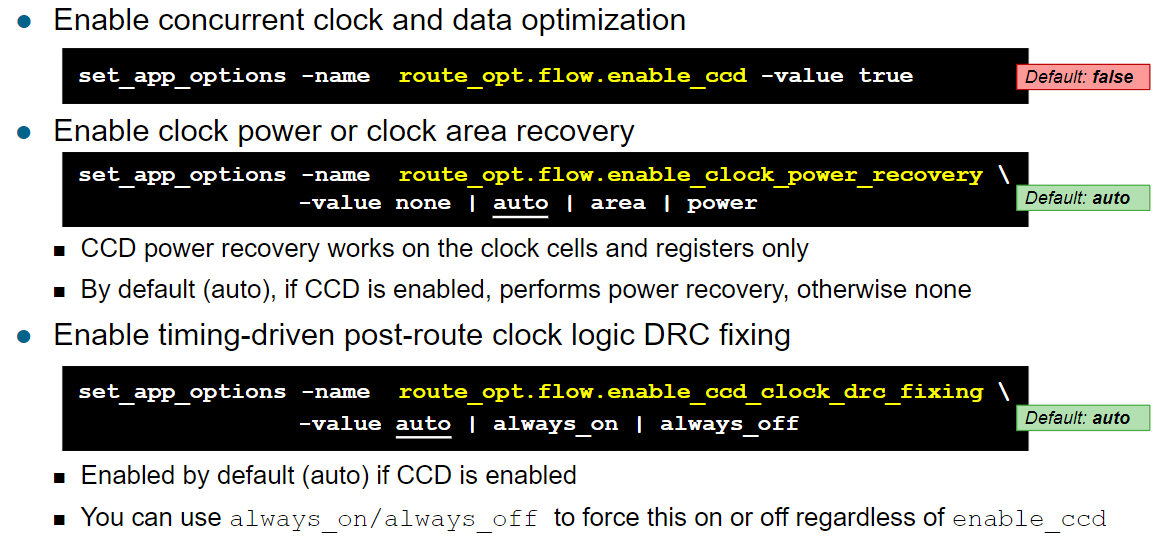 ● Enable concurrent clock and data optimization
set_app_options -name route_opt.flow.enable_ccd -value true
Default: false
● Enable clock power or clock area recovery
set_app_options -name route_opt.flow.enable_clock_power_recovery \
-value none | auto | area | power
Default: auto
■ CCD power recovery works on the clock cells and registers only
■ By default (auto), if CCD is enabled, performs power recovery, otherwise none
● Enable timing-driven post-route clock logic DRC fixing
set_app_options -name route_opt.flow.enable_ccd_clock_drc_fixing \
-value auto | always_on | always_off
Default: auto
■ Enabled by default (auto) if CCD is enabled
■ You can use always_on/always_off to force this on or off regardless of enable_ccd